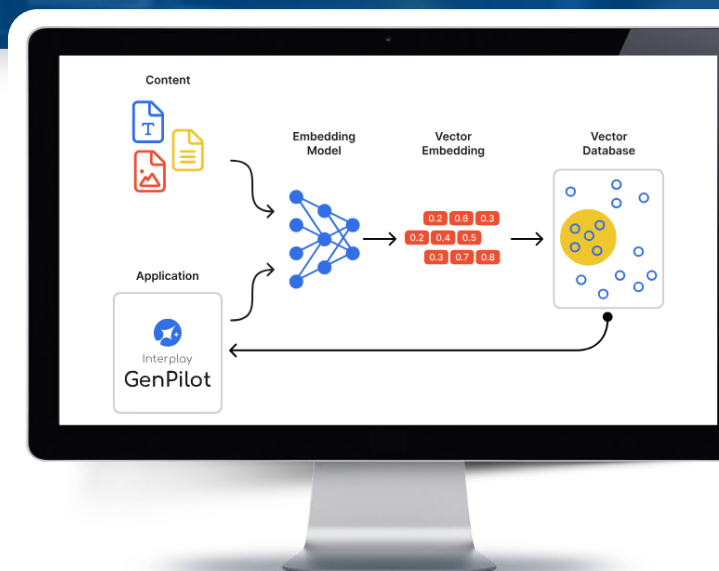 Content
T
Embedding
Model
Vector
Embedding
Vector
Database
0.2 0.6 0.3
0.2 0.4 0.5
0.3 0.7 0.8
Application
Interplay
GenPilot